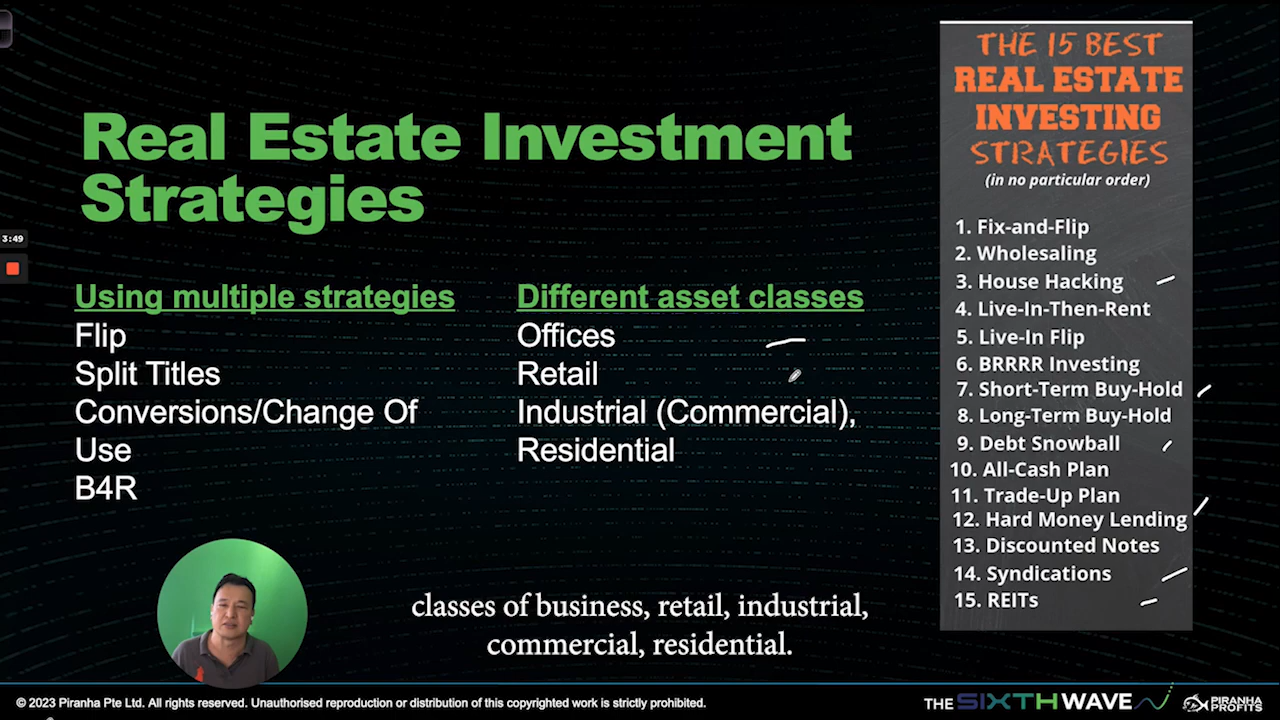 Real Estate Investment
Strategies
3:49
Using multiple strategies
Flip
Split Titles
Conversions/Change Of
Use
B4R
Different asset classes
Offices
Retail
Industrial (Commercial),
Residential
THE 15 BEST
REAL ESTATE
INVESTING
STRATEGIES
(in no particular order)
1. Fix-and-Flip
2. Wholesaling
3. House Hacking
4. Live-In-Then-Rent
5. Live-In Flip
6. BRRRR Investing
7. Short-Term Buy-Hold
8. Long-Term Buy-Hold
9. Debt Snowball
10. All-Cash Plan
11. Trade-Up Plan
12. Hard Money Lending
13. Discounted Notes
14. Syndications
15. REITs
classes of business, retail, industrial,
commercial, residential.
© 2023 Piranha Pte Ltd. All rights reserved. Unauthorised reproduction or distribution of this copyrighted work is strictly prohibited.
THE SIXTH WAVE
PIRANHA
PROFITS